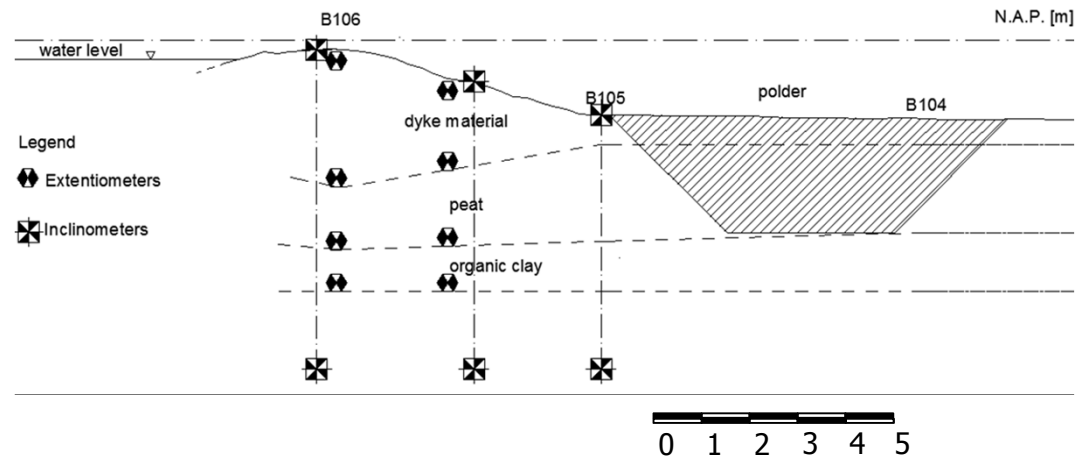 B106
N.A.P. [m]
water level
polder
B105
B104
dyke material
Legend
Extentiometers
peat
Inclinometers
organic clay
0 1 2 3 4 5